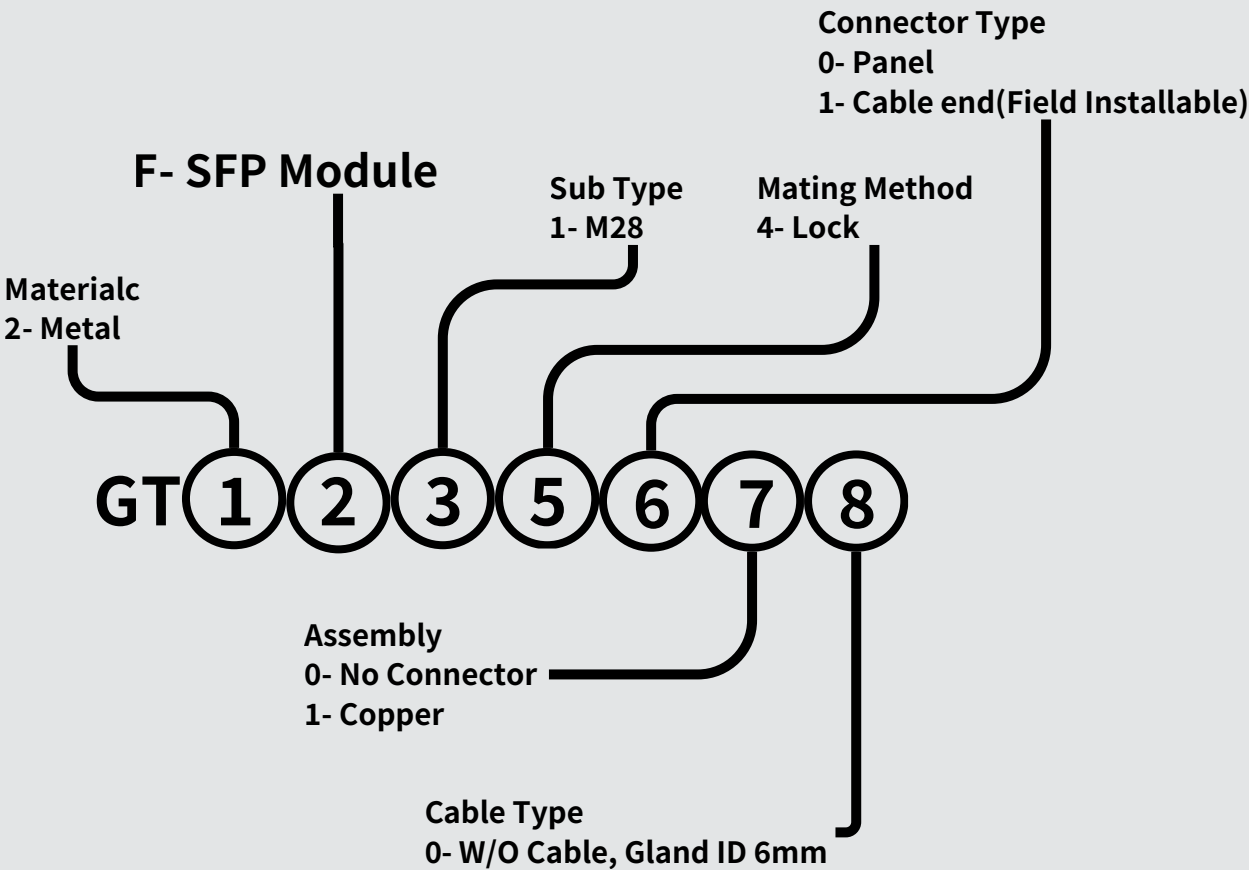 Connector Type
0- Panel
1- Cable end(Field Installable)
F- SFP Module
Sub Type
1- M28
Mating Method
4- Lock
Materialc
2- Metal
GT 1 2 3 5 6 7 8
Assembly
0- No Connector
1- Copper
Cable Type
0- W/O Cable, Gland ID 6mm